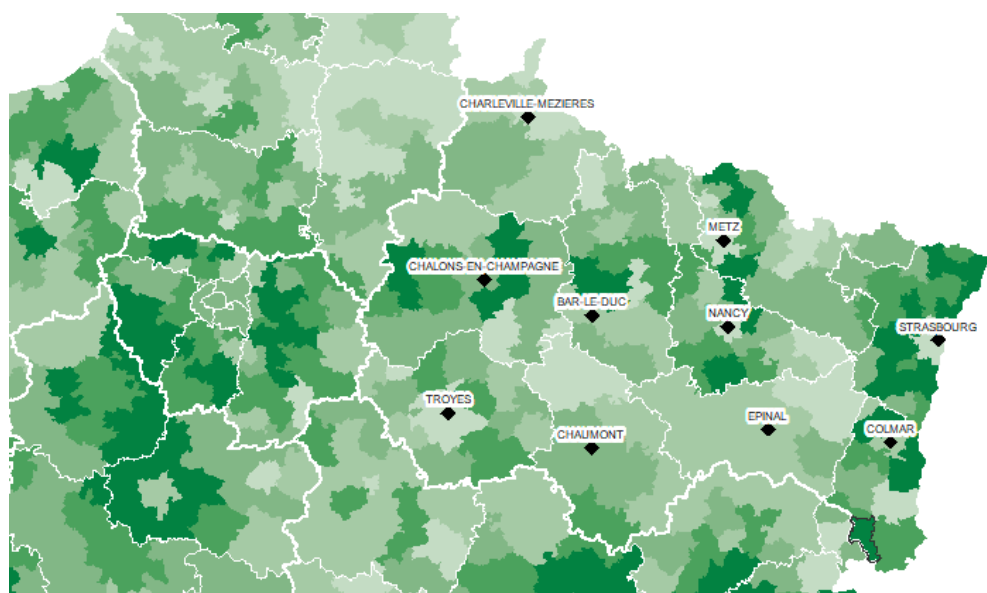 CHARLEVILLE-MEZIERES
METZ
CHALONS-EN-CHAMPAGNE
BAR-LE-DUC
NANCY
STRASBOURG
TROYES
EPINAL
CHAUMONT
COLMAR